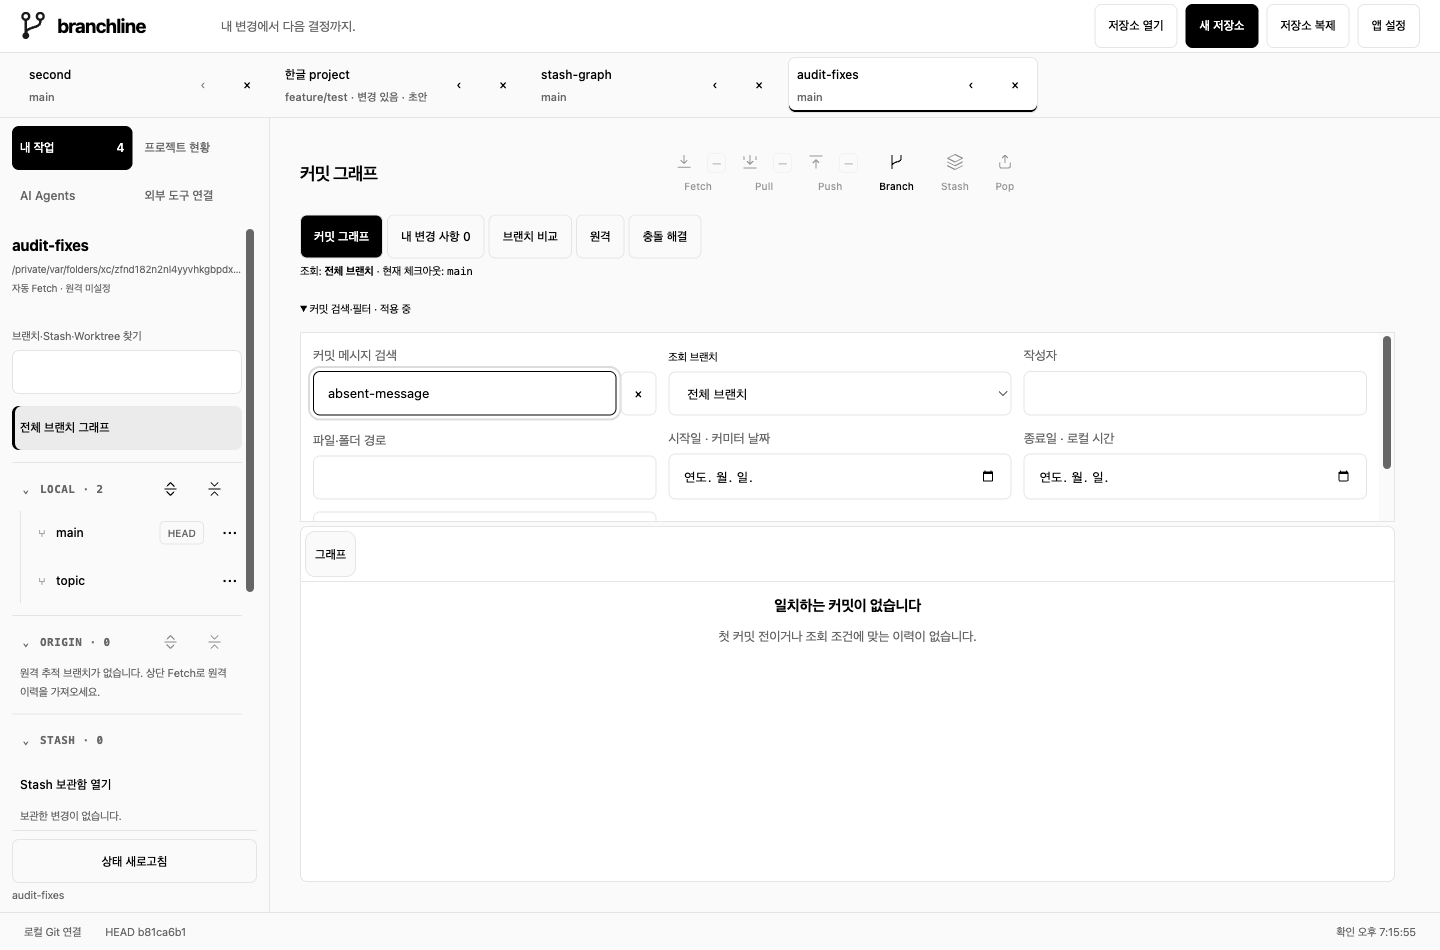 branchline
내 변경에서 다음 결정까지.
저장소 열기
새 저장소
저장소 복제
앱 설정
second
main
‹
×
한글 project
feature/test · 변경 있음 · 초안
‹
×
stash-graph
main
‹
×
audit-fixes
main
‹
×
내 작업 4
프로젝트 현황
AI Agents
외부 도구 연결
audit-fixes
/private/var/folders/xc/zfnd182n2nl4yyvhkgbpdx...
자동 Fetch · 원격 미설정
브랜치·Stash·Worktree 찾기
전체 브랜치 그래프
LOCAL · 2
main HEAD ···
topic ···
ORIGIN · 0
원격 추적 브랜치가 없습니다. 상단 Fetch로 원격
이력을 가져오세요.
STASH · 0
Stash 보관함 열기
보관한 변경이 없습니다.
상태 새로고침
audit-fixes
커밋 그래프
Fetch
Pull
Push
Branch
Stash
Pop
커밋 그래프
내 변경 사항 0
브랜치 비교
원격
충돌 해결
조회: 전체 브랜치 · 현재 체크아웃: main
▼커밋 검색·필터 · 적용 중
커밋 메시지 검색
absent-message
×
조회 브랜치
전체 브랜치
작성자
파일·폴더 경로
시작일 · 커미터 날짜
연도. 월. 일.
종료일 · 로컬 시간
연도. 월. 일.
그래프
일치하는 커밋이 없습니다
첫 커밋 전이거나 조회 조건에 맞는 이력이 없습니다.
로컬 Git 연결
HEAD b81ca6b1
확인 오후 7:15:55